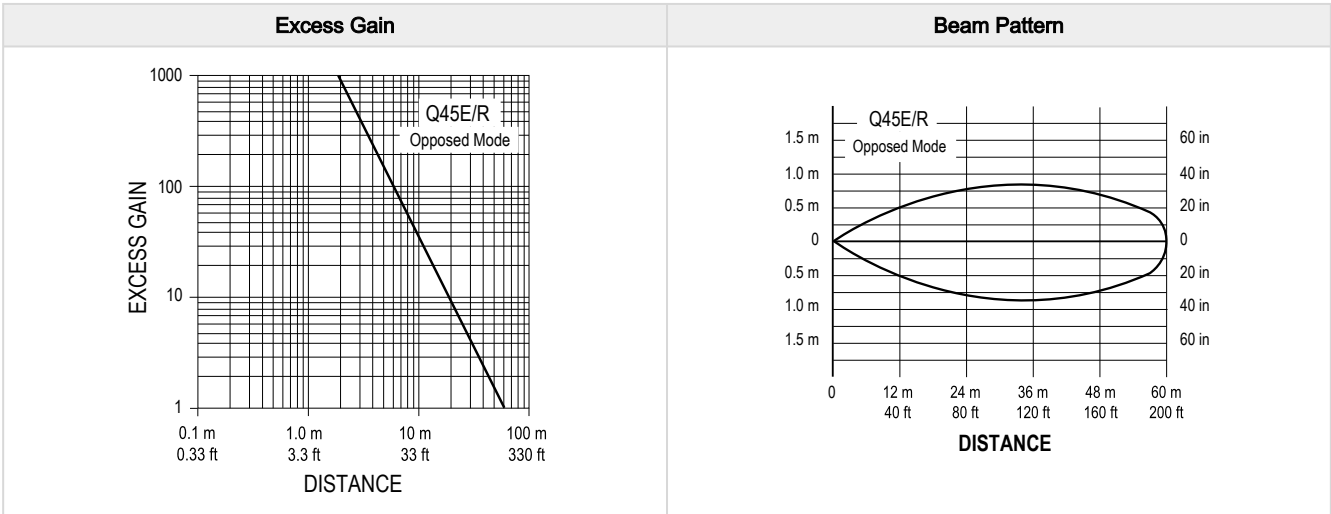 Excess Gain
Beam Pattern
1000
100
10
1
EXCESS GAIN
Q45E/R
Opposed Mode
0.1 m
0.33 ft
1.0 m
3.3 ft
10 m
33 ft
100 m
330 ft
DISTANCE
Q45E/R
Opposed Mode
1.5 m
1.0 m
0.5 m
0
0.5 m
1.0 m
1.5 m
60 in
40 in
20 in
0
20 in
40 in
60 in
0
12 m
40 ft
24 m
80 ft
36 m
120 ft
48 m
160 ft
60 m
200 ft
DISTANCE